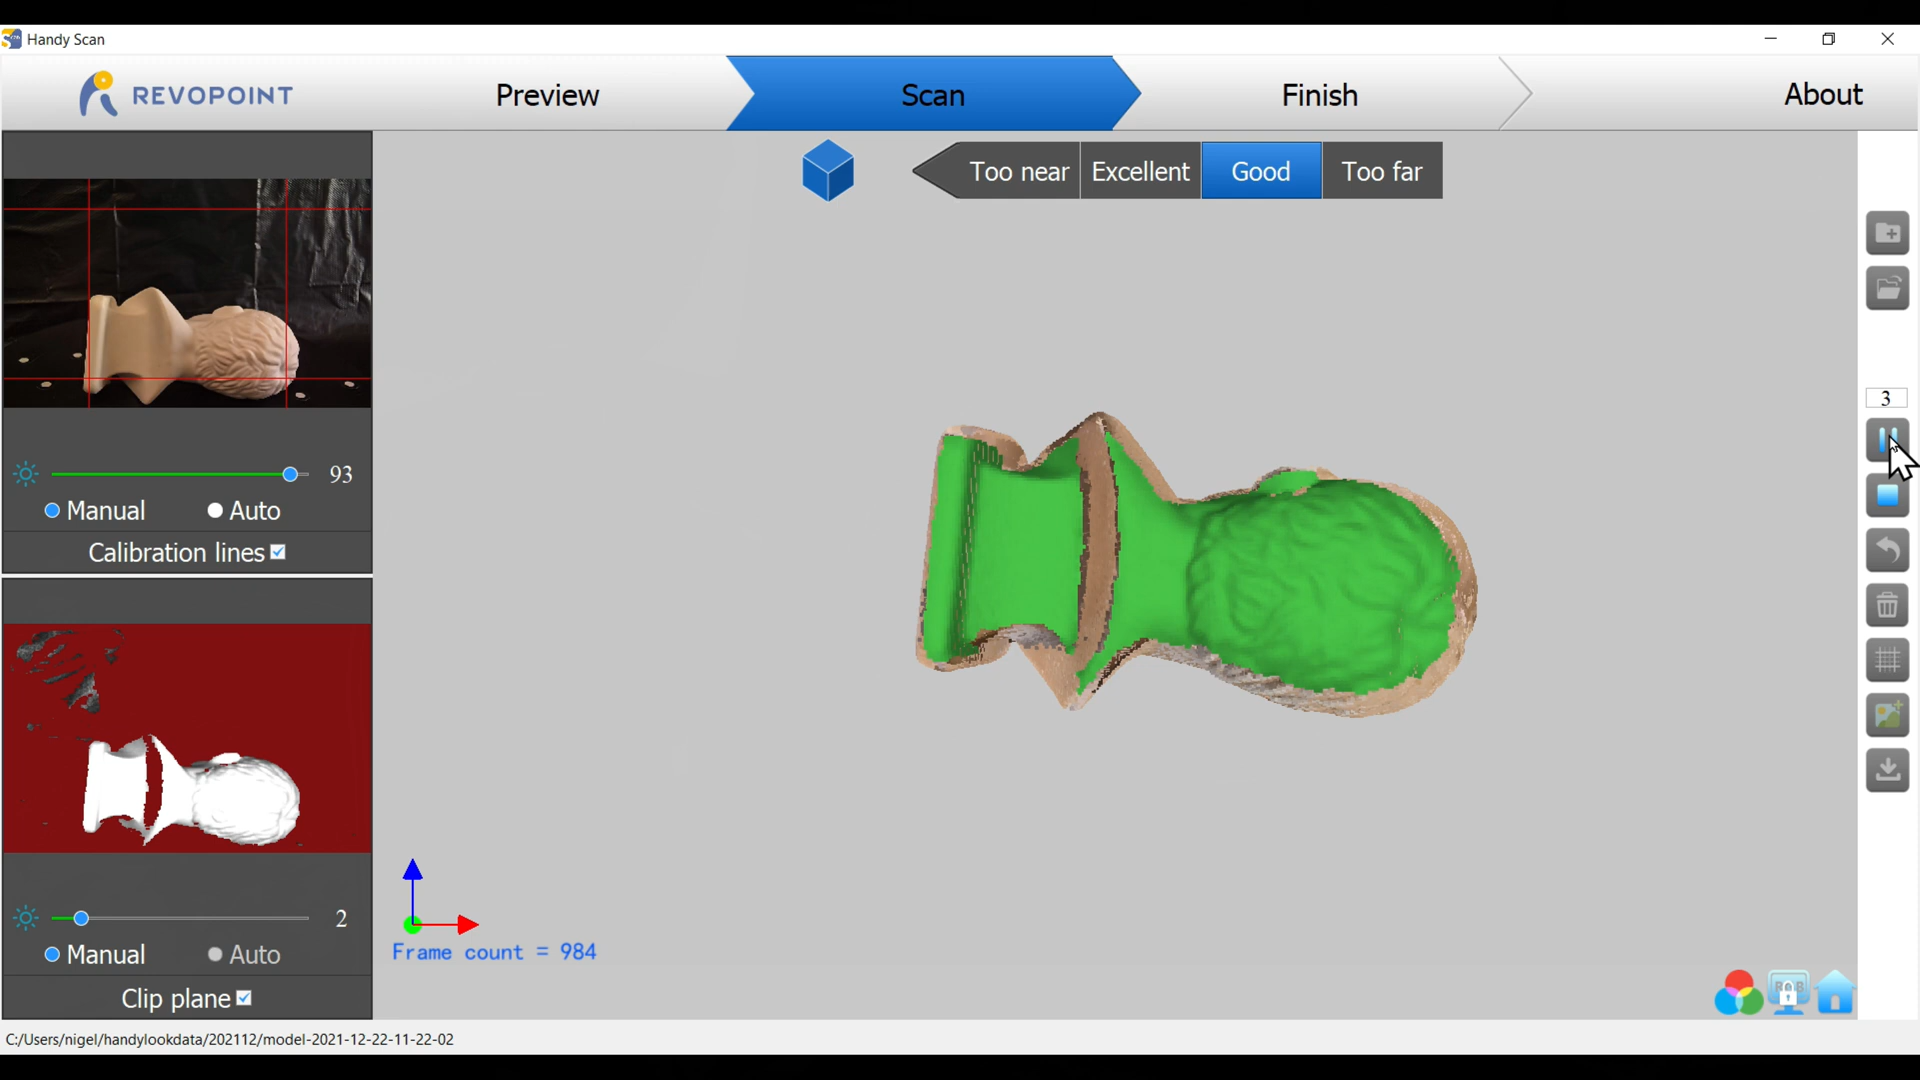 Handy Scan
REVOPOINT
Preview
Scan
Finish
About
Too near
Excellent
Good
Too far
3
93
Manual
Auto
Calibration lines
2
Manual
Auto
Clip plane
Frame count = 984
RGB
C:/Users/nigel/handylookdata/202112/model-2021-12-22-11-22-02